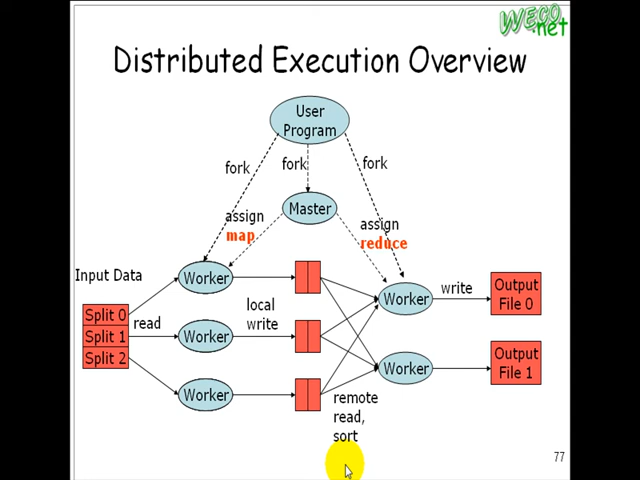 WECO
.net
Distributed Execution Overview
User
Program
fork
fork
fork
Master
assign
map
assign
reduce
Input Data
Worker
Worker
write
Output
File 0
Split 0
Split 1
Split 2
read
local
write
Worker
Worker
Output
File 1
Worker
remote
read,
sort
77